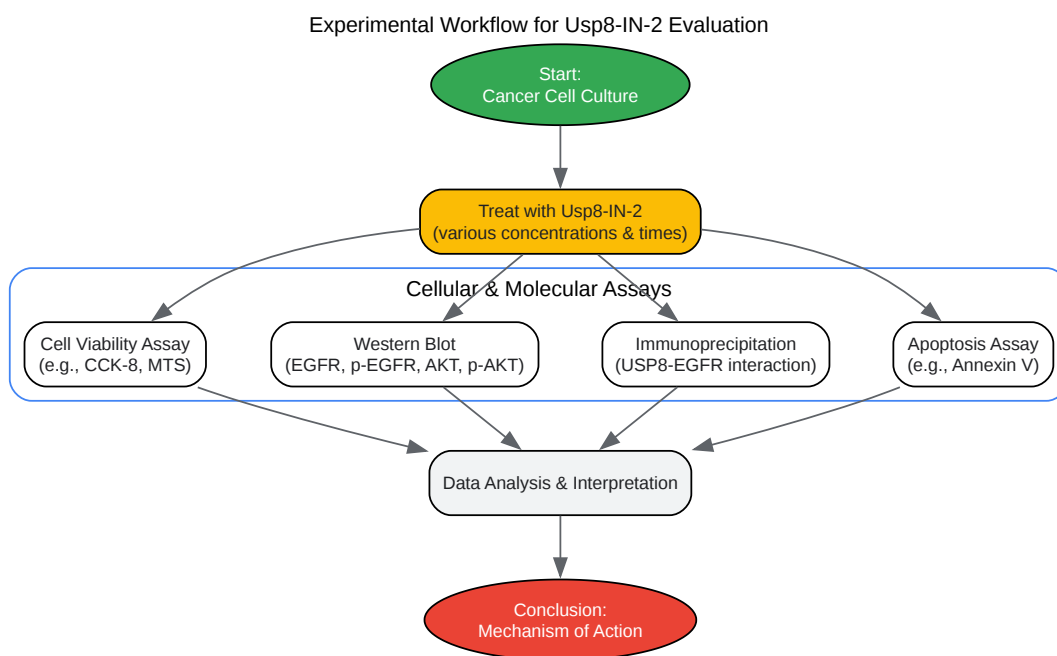 Experimental Workflow for Usp8-IN-2 Evaluation
Start:
Cancer Cell Culture
Treat with Usp8-IN-2
(various concentrations & times)
Cellular & Molecular Assays
Cell Viability Assay
(e.g., CCK-8, MTS)
Western Blot
(EGFR, p-EGFR, AKT, p-AKT)
Immunoprecipitation
(USP8-EGFR interaction)
Apoptosis Assay
(e.g., Annexin V)
Data Analysis & Interpretation
Conclusion:
Mechanism of Action